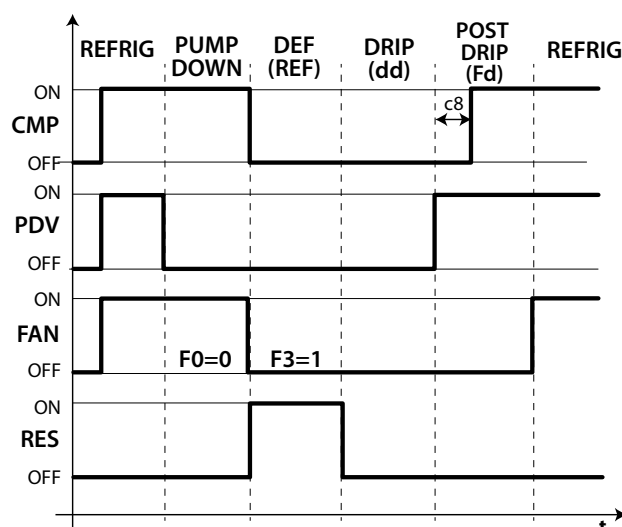 REFRIG
PUMP
DOWN
DEF
(REF)
DRIP
(dd)
POST
DRIP
(Fd)
REFRIG
ON
CMP
OFF
c8
ON
PDV
OFF
ON
FAN
OFF
F0=0
F3=1
ON
RES
OFF
t